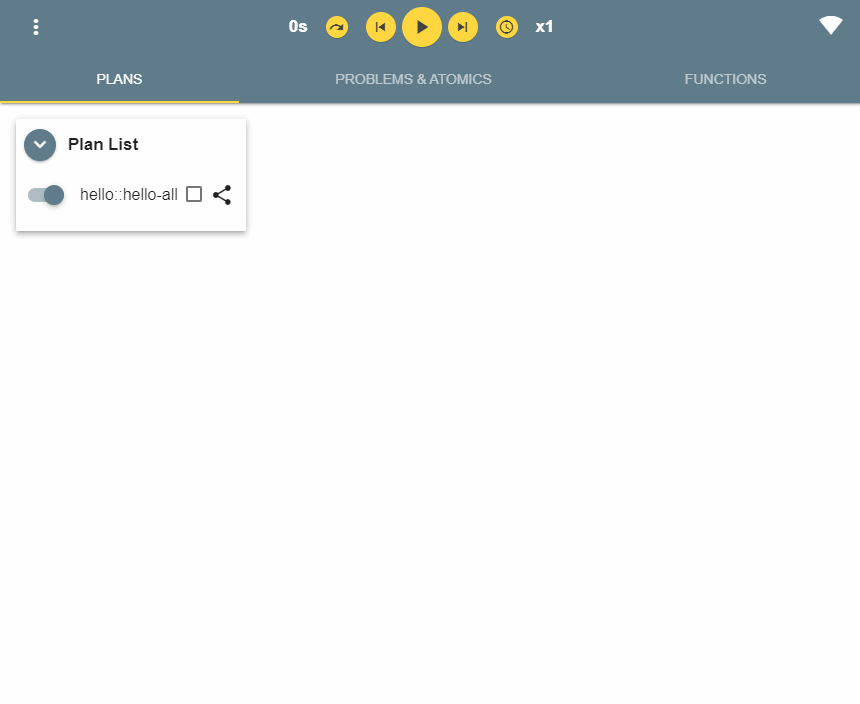 0s x1
PLANS PROBLEMS & ATOMICS FUNCTIONS
Plan List
hello::hello-all